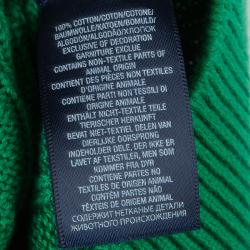 100% COTTON/COTON/COTONE/
BAUMWOLLE/KATOEN/BOMULD/
ALGODÓN/ALGODÃO/ХЛОПОК
EXCLUSIVE OF DECORATION
GARNITURE EXCLUE
CONTAINS NON-TEXTILE PARTS OF
ANIMAL ORIGIN
CONTIENT DES PIÈCES NON TEXTILES
D'ORIGINE ANIMALE
CONTIENE PARTI NON TESSILI DI
ORIGINE ANIMALE
ENTHÄLT NICHT-TEXTILE TEILE
TIERISCHER HERKUNFT
BEVAT NIET-TEXTIEL DELEN VAN
DIERLIJKE OORSPRONG
INDEHOLDER DELE, DER IKKE ER
LAVET AF TEKSTILER, MEN SOM
KOMMER FRA DYR
CONTIENE PARTES NO
TEXTILES DE ORIGEN ANIMAL
CONTÉM PARTES NÃO
TÊXTEIS DE ORIGEM ANIMAL
СОДЕРЖИТ НЕТКАНЫЕ ДЕТАЛИ
ЖИВОТНОГО ПРОИСХОЖДЕНИЯ